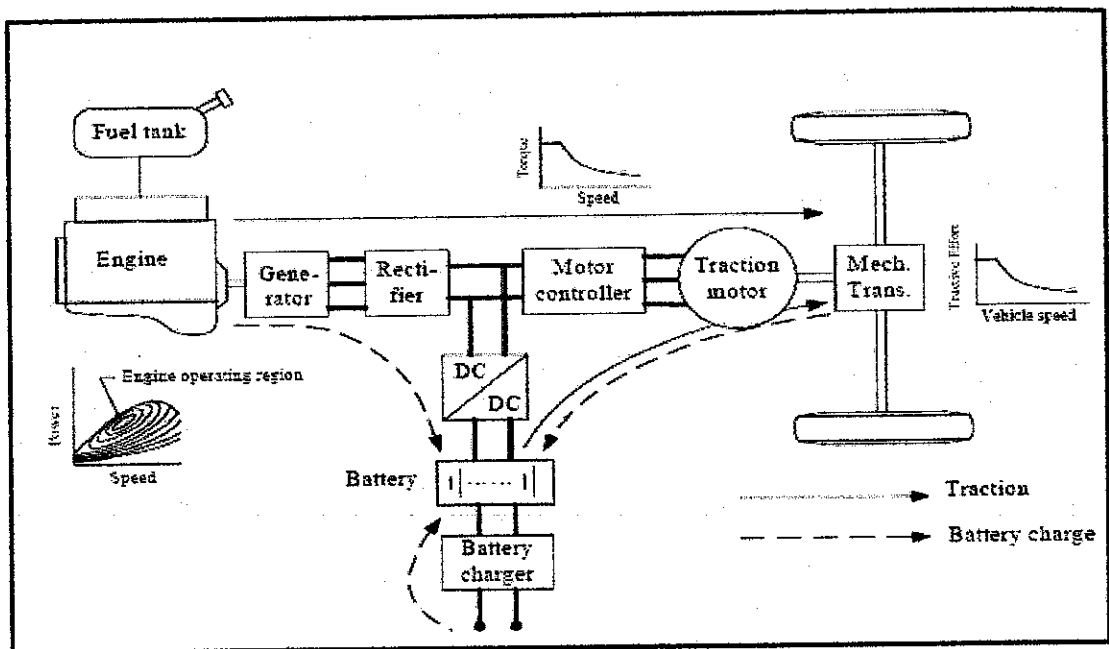 Fuel tank
Torque
Speed
Engine
Gene-
rator
Recti-
fier
Motor
controller
Traction
motor
Mech.
Trans.
Tractive Effort
Vehicle speed
DC
DC
Engine operating region
Power
Speed
Battery
Traction
Battery charge
Battery
charger